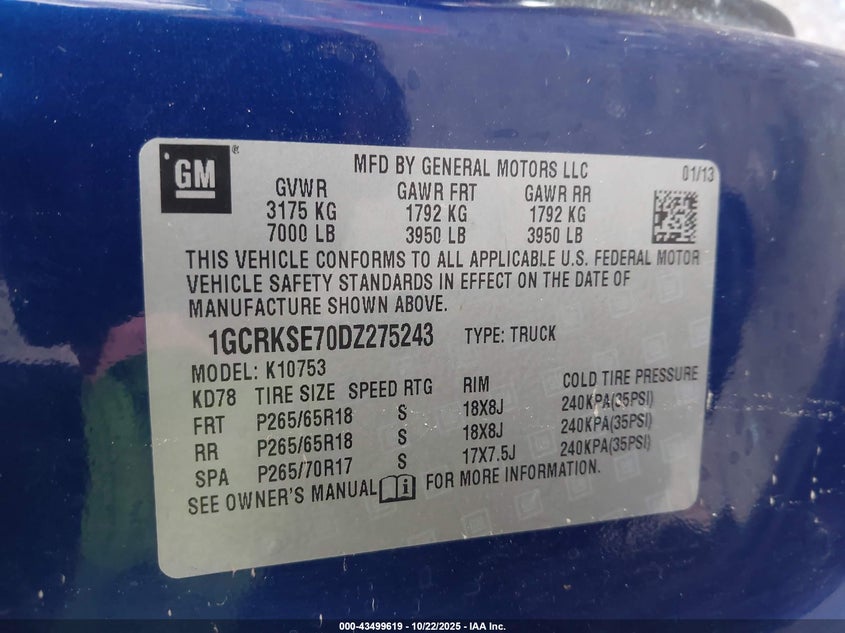 GM
MFD BY GENERAL MOTORS LLC 01/13
GVWR GAWR FRT GAWR RR
3175 KG 1792 KG 1792 KG
7000 LB 3950 LB 3950 LB
THIS VEHICLE CONFORMS TO ALL APPLICABLE U.S. FEDERAL MOTOR
VEHICLE SAFETY STANDARDS IN EFFECT ON THE DATE OF
MANUFACTURE SHOWN ABOVE.
1GCRKSE70DZ275243 TYPE: TRUCK
MODEL: K10753
KD78 TIRE SIZE SPEED RTG RIM COLD TIRE PRESSURE
FRT P265/65R18 S 18X8J 240KPA(35PSI)
RR P265/65R18 S 18X8J 240KPA(35PSI)
SPA P265/70R17 S 17X7.5J 240KPA(35PSI)
SEE OWNER'S MANUAL FOR MORE INFORMATION.
000-43499619 - 10/22/2025 - IAA Inc.